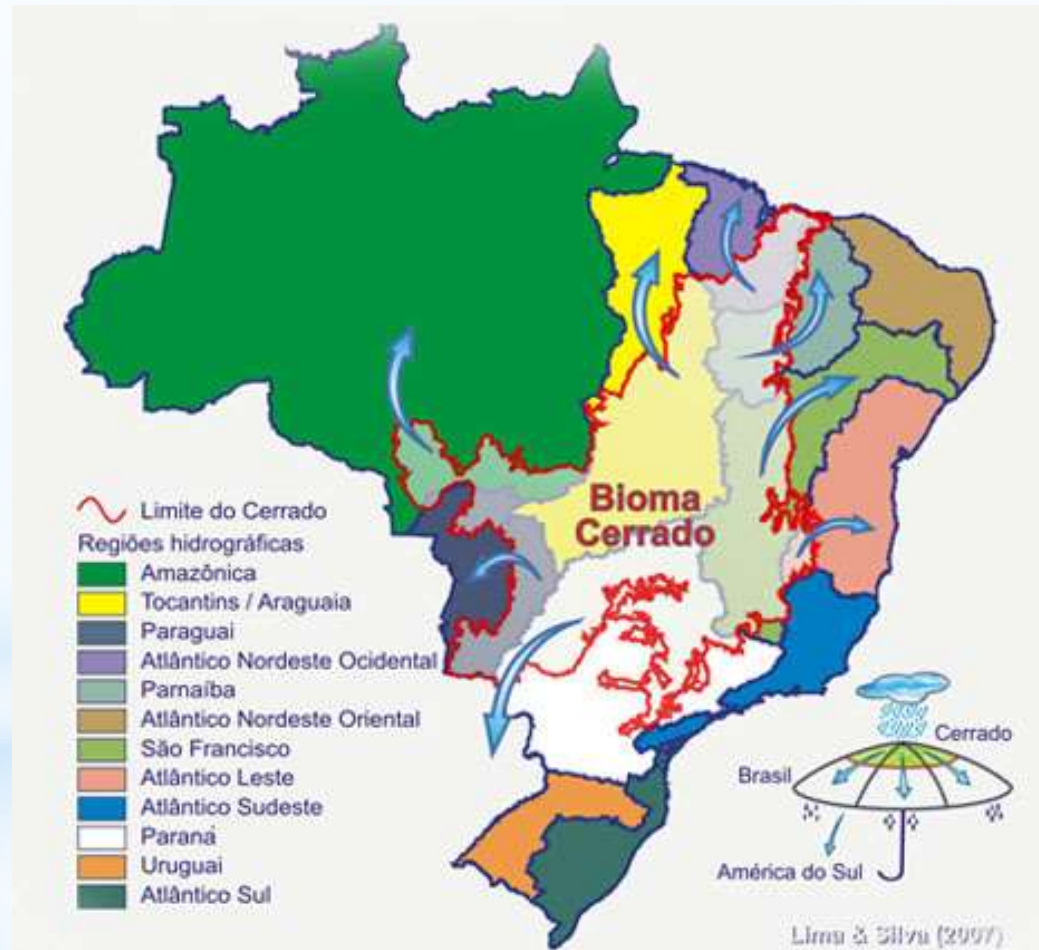 Bioma
Cerrado
Limite do Cerrado
Regiões hidrográficas
Amazônica
Tocantins / Araguaia
Paraguai
Atlântico Nordeste Ocidental
Parnaíba
Atlântico Nordeste Oriental
São Francisco
Atlântico Leste
Atlântico Sudeste
Paraná
Uruguai
Atlântico Sul
Cerrado
Brasil
América do Sul
Lima & Silva (2007)